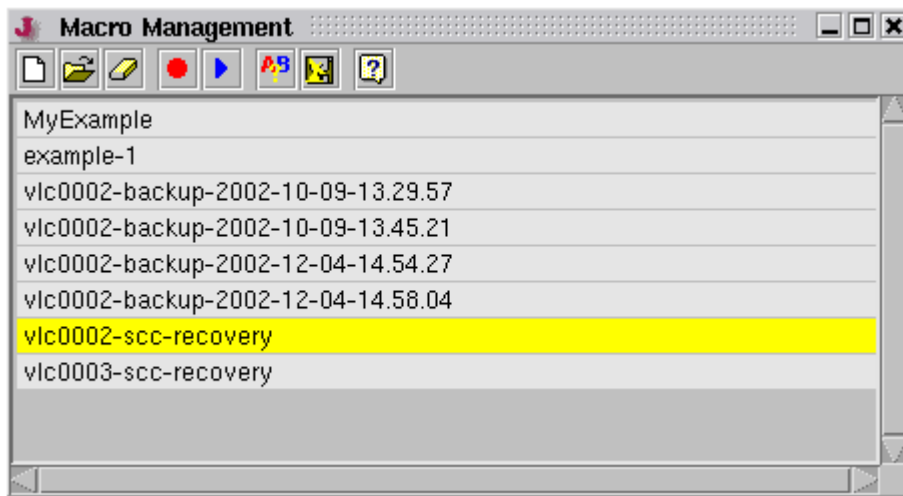 Macro Management
A B
?
MyExample
example-1
vlc0002-backup-2002-10-09-13.29.57
vlc0002-backup-2002-10-09-13.45.21
vlc0002-backup-2002-12-04-14.54.27
vlc0002-backup-2002-12-04-14.58.04
vlc0002-scc-recovery
vlc0003-scc-recovery